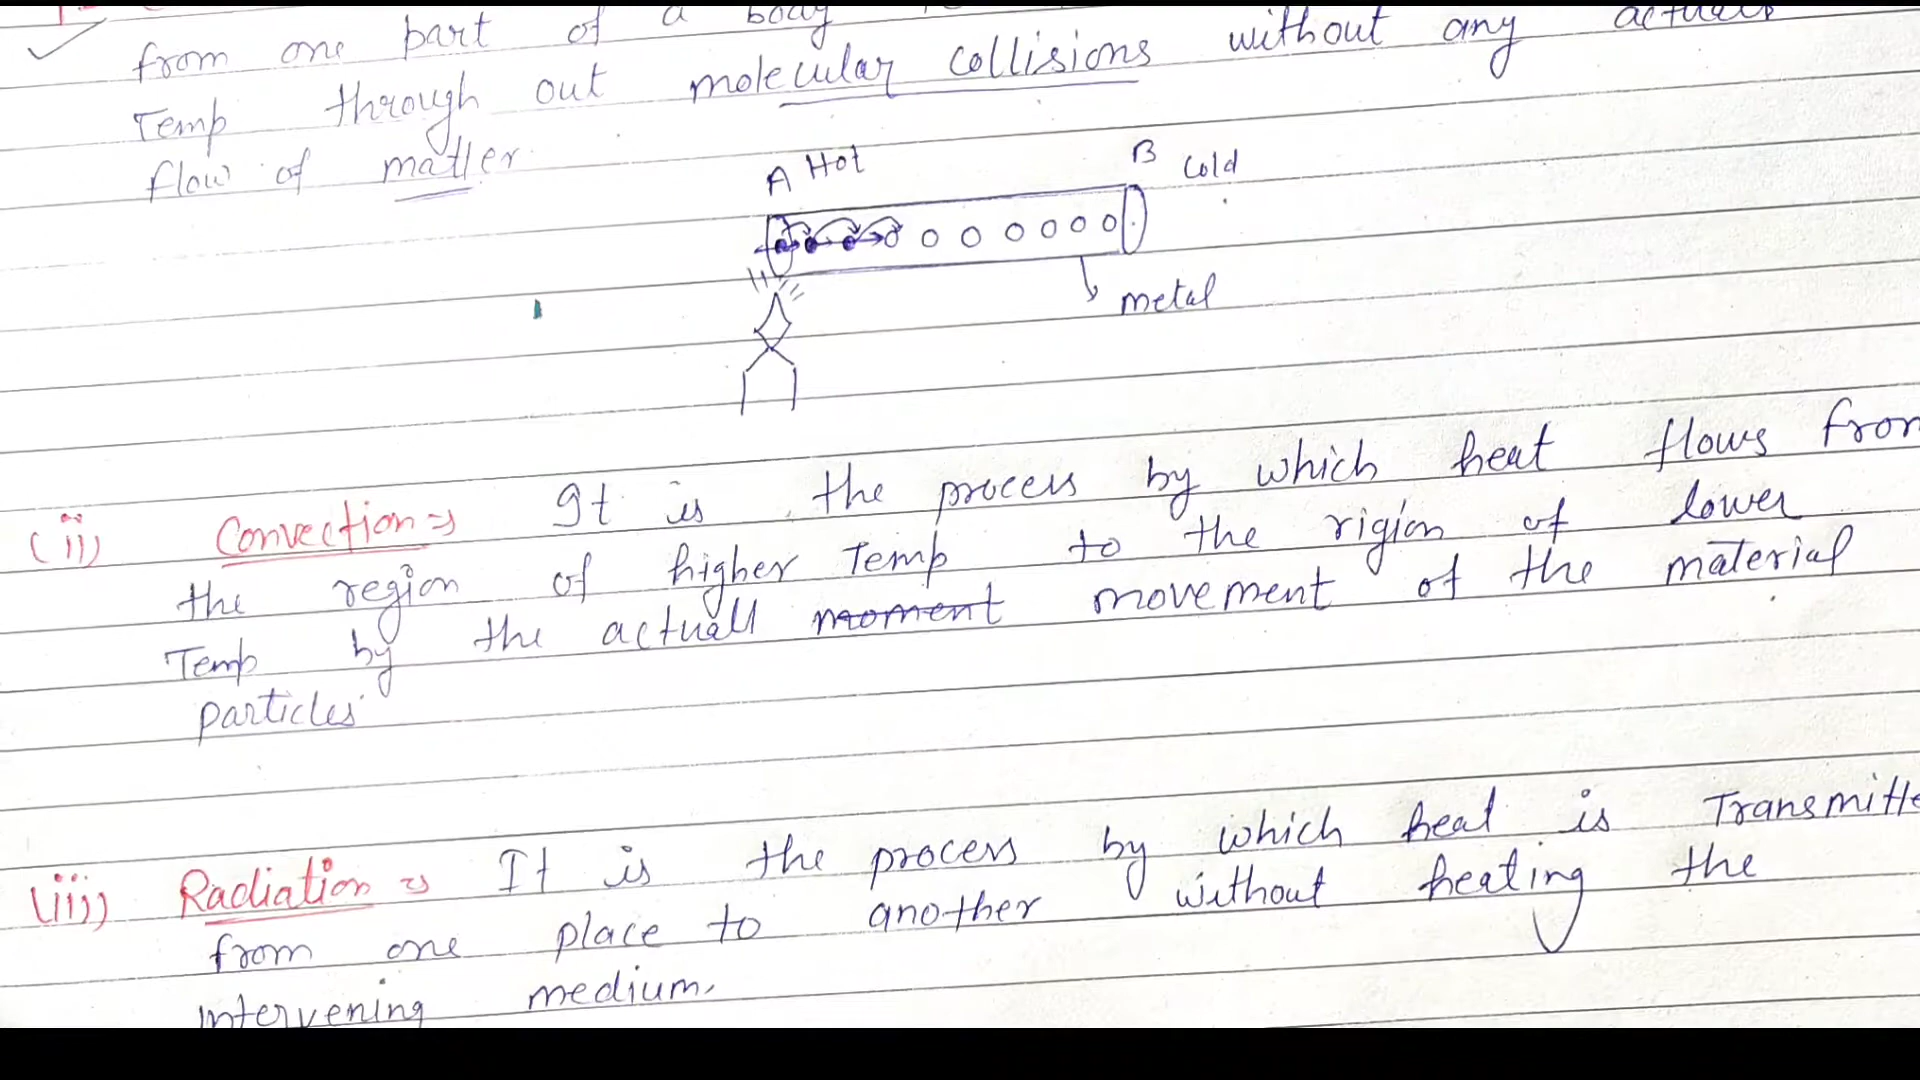 from one part of a body
Temp through out molecular collisions without any actuall
flow of matter
A Hot
B Cold
metal
(ii) Convection⇒ It is the process by which heat flows from
the region of higher Temp to the rigion of lower
Temp by the actuall moment movement of the material
particles
(iii) Radiation⇒ It is the process by which heat is Transmitte
from one place to another without heating the
intervening medium.